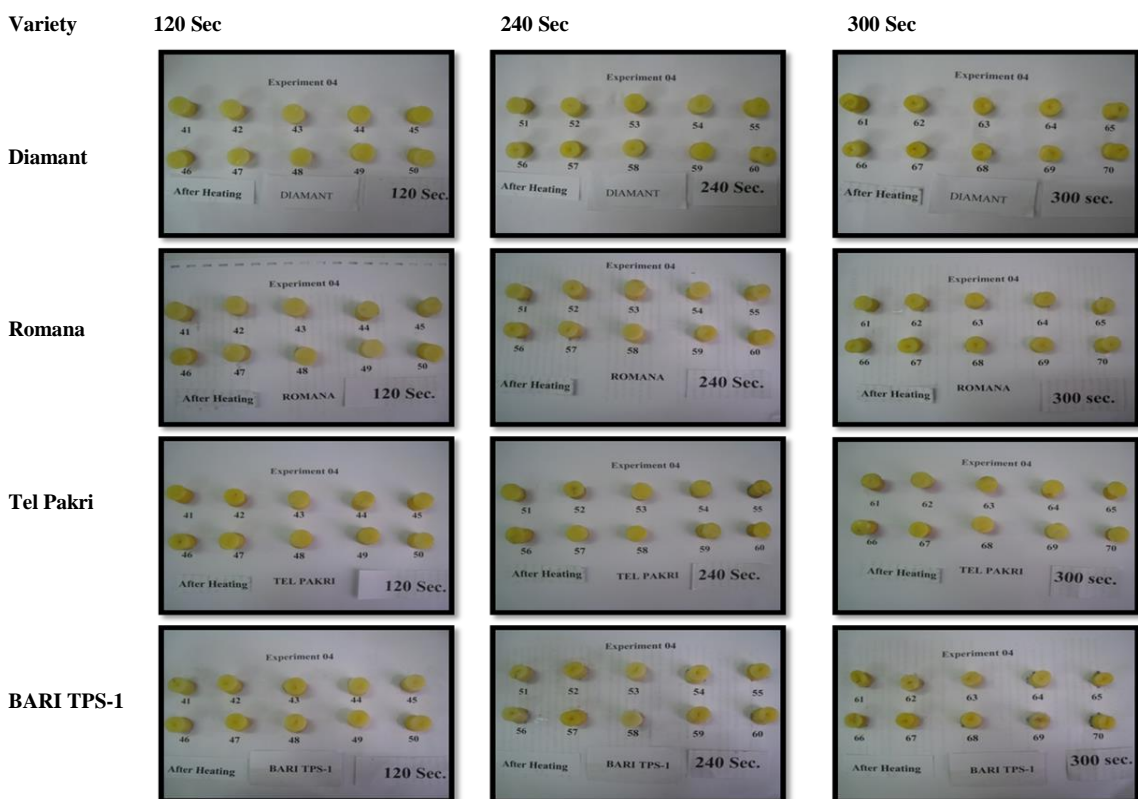 Variety 120 Sec 240 Sec 300 Sec
Diamant
Experiment 04
41 42 43 44 45
46 47 48 49 50
After Heating DIAMANT 120 Sec.
Experiment 04
51 52 53 54 55
56 57 58 59 60
After Heating DIAMANT 240 Sec.
Experiment 04
61 62 63 64 65
66 67 68 69 70
After Heating DIAMANT 300 sec.
Romana
Experiment 04
41 42 43 44 45
46 47 48 49 50
After Heating ROMANA 120 Sec.
Experiment 04
51 52 53 54 55
56 57 58 59 60
After Heating ROMANA 240 Sec.
Experiment 04
61 62 63 64 65
66 67 68 69 70
After Heating ROMANA 300 sec.
Tel Pakri
Experiment 04
41 42 43 44 45
46 47 48 49 50
After Heating TEL PAKRI 120 Sec.
Experiment 04
51 52 53 54 55
56 57 58 59 60
After Heating TEL PAKRI 240 Sec.
Experiment 04
61 62 63 64 65
66 67 68 69 70
After Heating TEL PAKRI 300 sec.
BARI TPS-1
Experiment 04
41 42 43 44 45
46 47 48 49 50
After Heating BARI TPS-1 120 Sec.
Experiment 04
51 52 53 54 55
56 57 58 59 60
After Heating BARI TPS-1 240 Sec.
Experiment 04
61 62 63 64 65
66 67 68 69 70
After Heating BARI TPS-1 300 sec.